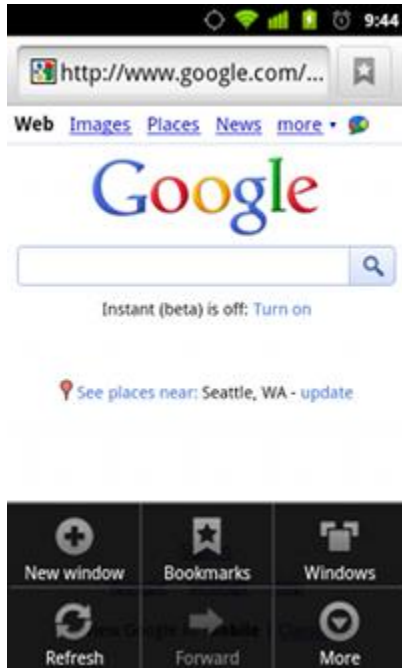 9:44
http://www.google.com/...
Web Images Places News more
Google
Instant (beta) is off: Turn on
See places near: Seattle, WA - update
New window Bookmarks Windows
Refresh Forward More